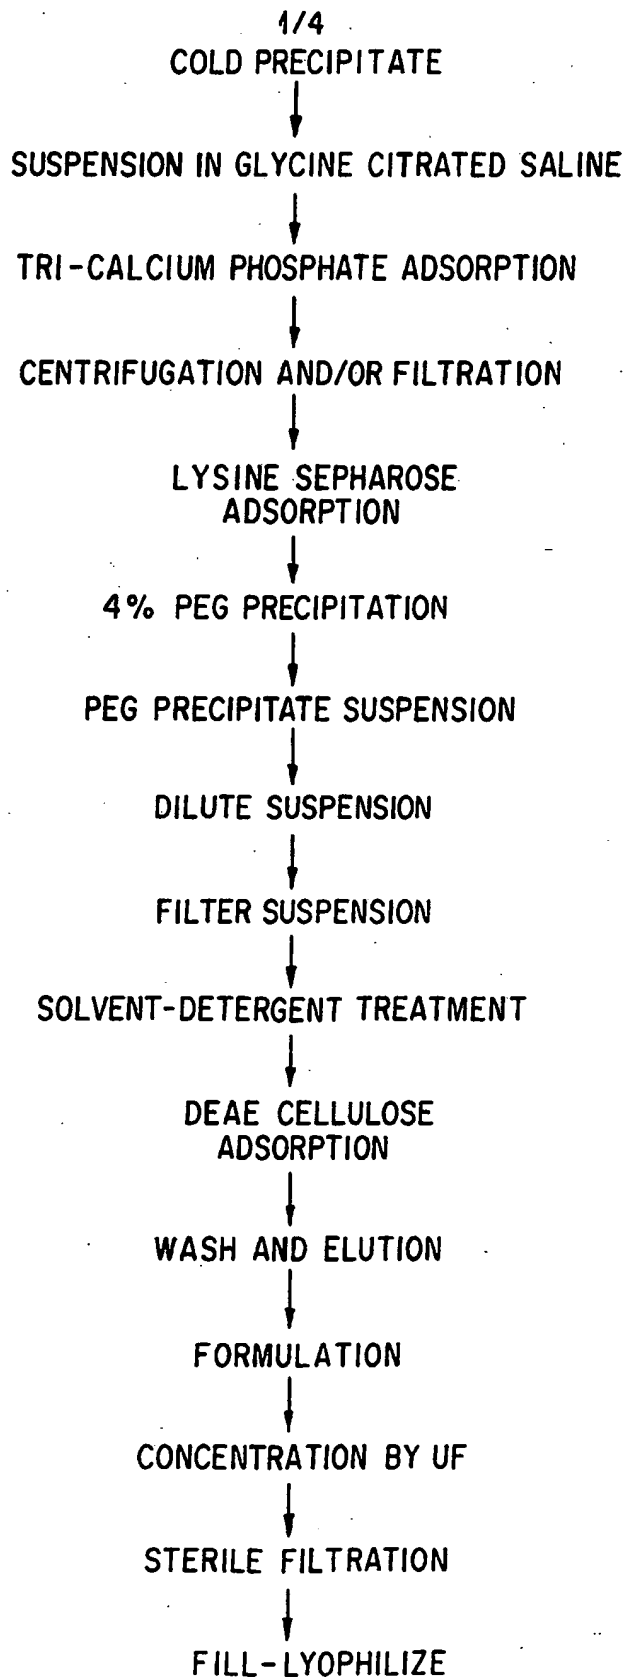 1/4
COLD PRECIPITATE
SUSPENSION IN GLYCINE CITRATED SALINE
TRI-CALCIUM PHOSPHATE ADSORPTION
CENTRIFUGATION AND/OR FILTRATION
LYSINE SEPHAROSE
ADSORPTION
4% PEG PRECIPITATION
PEG PRECIPITATE SUSPENSION
DILUTE SUSPENSION
FILTER SUSPENSION
SOLVENT-DETERGENT TREATMENT
DEAE CELLULOSE
ADSORPTION
WASH AND ELUTION
FORMULATION
CONCENTRATION BY UF
STERILE FILTRATION
FILL-LYOPHILIZE